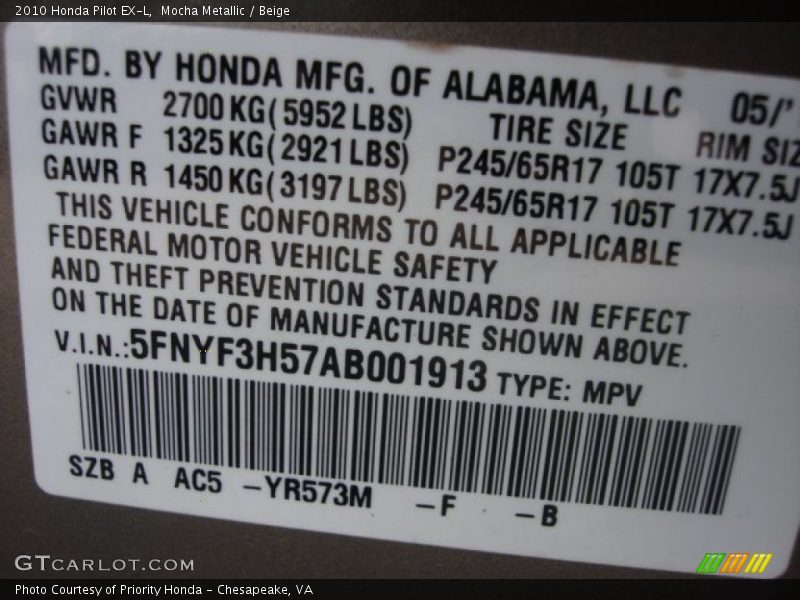 2010 Honda Pilot EX-L, Mocha Metallic / Beige
MFD. BY HONDA MFG. OF ALABAMA, LLC 05/'
GVWR 2700 KG( 5952 LBS) TIRE SIZE RIM SIZ
GAWR F 1325 KG( 2921 LBS) P245/65R17 105T 17X7.5J
GAWR R 1450 KG( 3197 LBS) P245/65R17 105T 17X7.5J
THIS VEHICLE CONFORMS TO ALL APPLICABLE
FEDERAL MOTOR VEHICLE SAFETY
AND THEFT PREVENTION STANDARDS IN EFFECT
ON THE DATE OF MANUFACTURE SHOWN ABOVE.
V.I.N.:5FNYF3H57AB001913 TYPE: MPV
SZB A AC5 -YR573M -F -B
GTCARLOT.COM
Photo Courtesy of Priority Honda - Chesapeake, VA